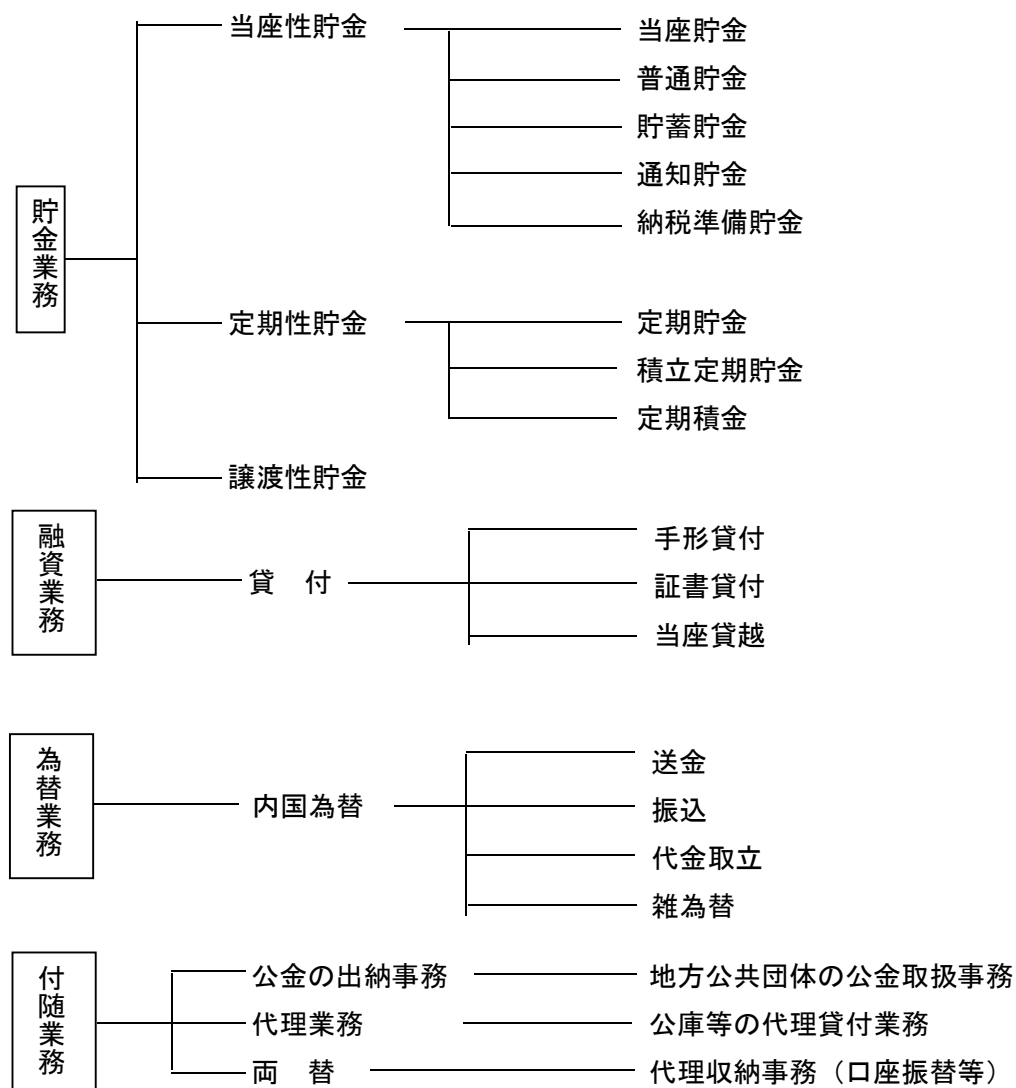 貯金業務
当座性貯金
当座貯金
普通貯金
貯蓄貯金
通知貯金
納税準備貯金
定期性貯金
定期貯金
積立定期貯金
定期積金
譲渡性貯金
融資業務
貸　付
手形貸付
証書貸付
当座貸越
為替業務
内国為替
送金
振込
代金取立
雑為替
付随業務
公金の出納事務
地方公共団体の公金取扱事務
代理業務
公庫等の代理貸付業務
両　替
代理収納事務（口座振替等）